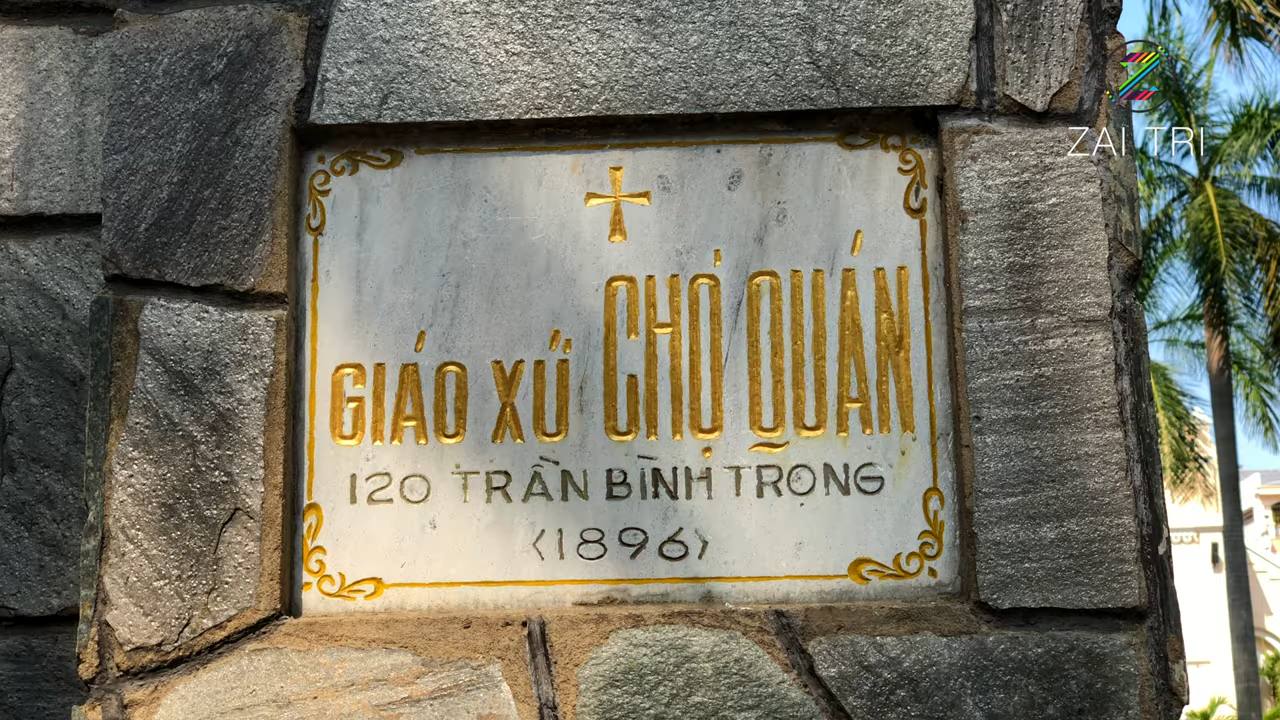 ZAI TRI
GIÁO XỨ CHỢ QUÁN
120 TRẦN BÌNH TRỌNG
<1896>